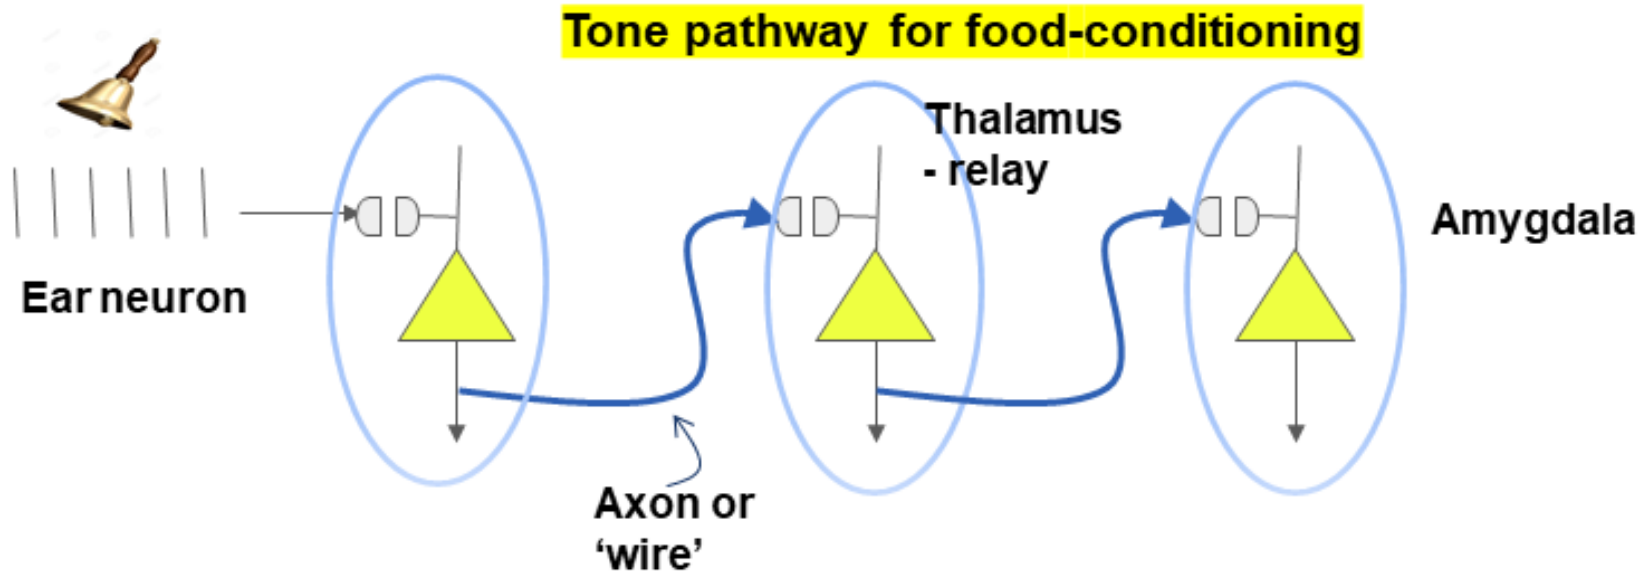 Tone pathway for food-conditioning
Thalamus
- relay
Amygdala
Ear neuron
Axon or
‘wire’